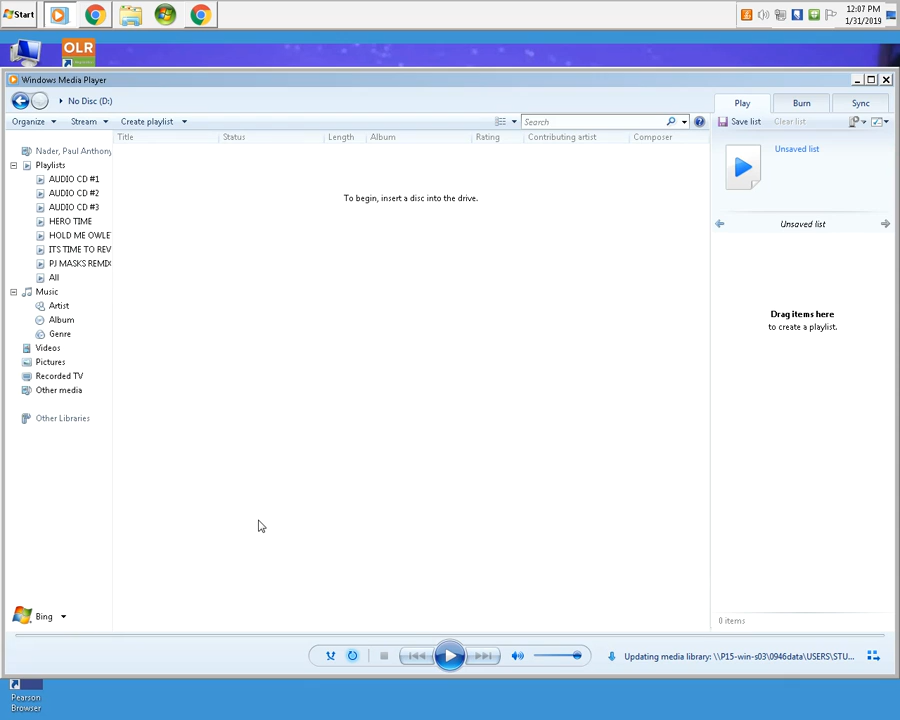 Start
12:07 PM
1/31/2019
OLR
Windows Media Player
No Disc (D:)
Play
Burn
Sync
Organize
Stream
Create playlist
Search
Save list
Clear list
Title
Status
Length
Album
Rating
Contributing artist
Composer
Nader, Paul Anthony
Playlists
AUDIO CD #1
AUDIO CD #2
AUDIO CD #3
HERO TIME
HOLD ME OWLE
ITS TIME TO REV
PJ MASKS REMIX
All
Music
Artist
Album
Genre
Videos
Pictures
Recorded TV
Other media
Other Libraries
To begin, insert a disc into the drive.
Unsaved list
Unsaved list
Drag items here
to create a playlist.
Bing
0 items
Updating media library: \\P15-win-s03\0946data\USERS\STU...
Pearson
Browser